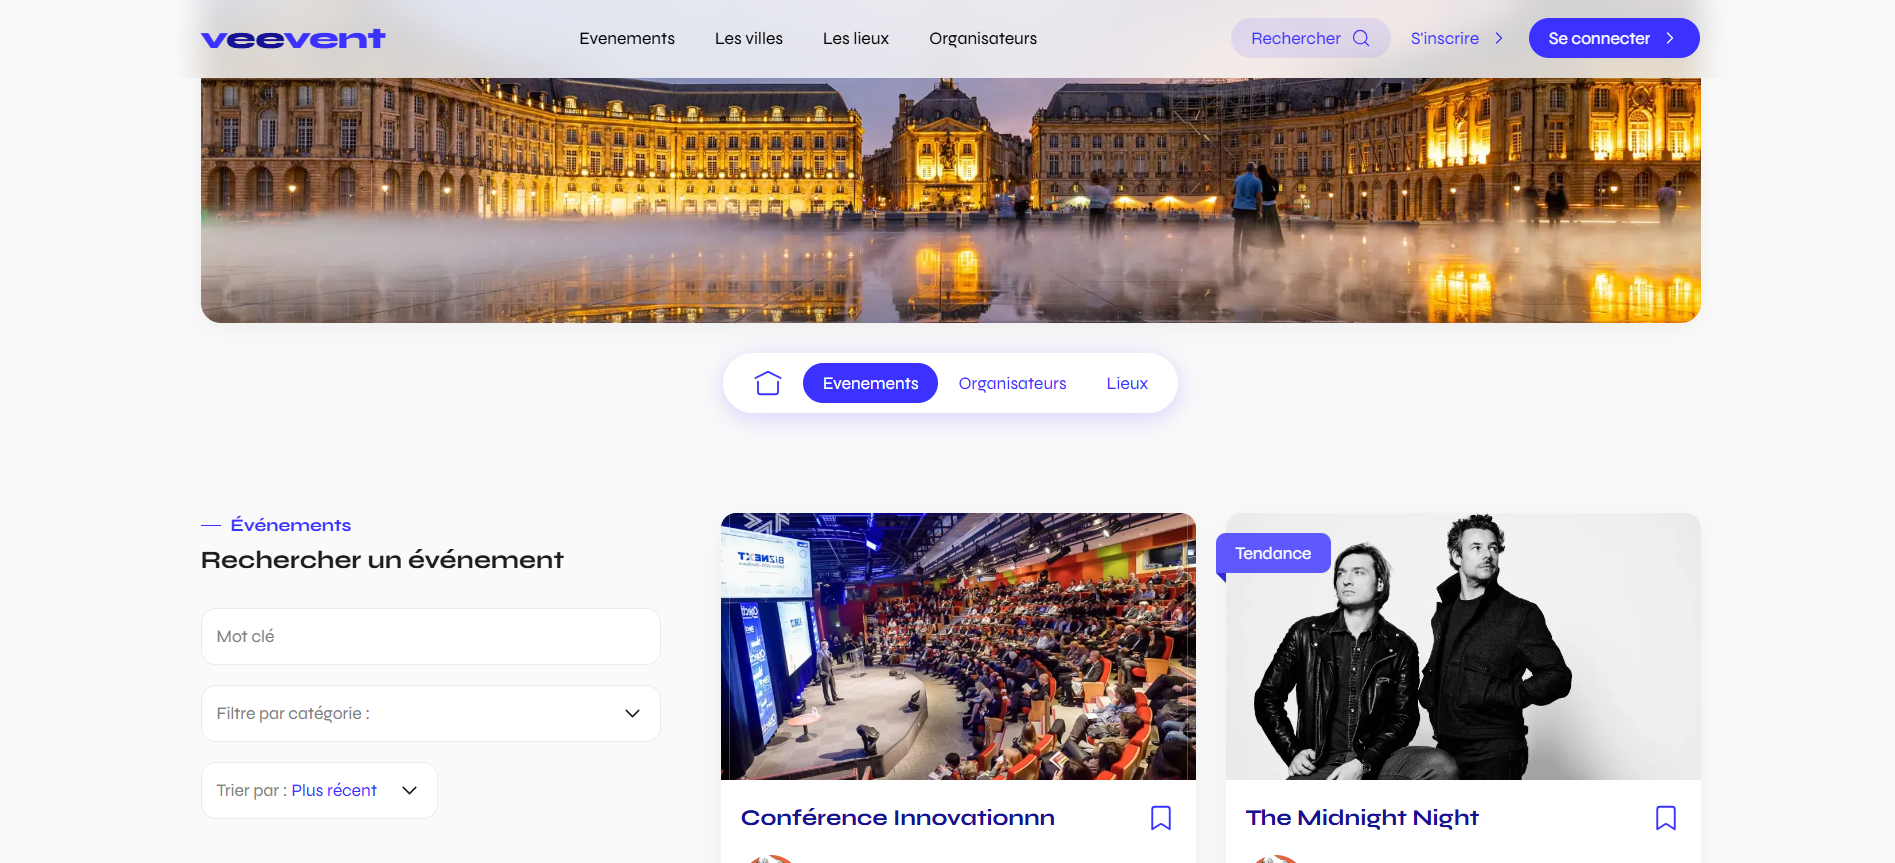 veevent
Evenements
Les villes
Les lieux
Organisateurs
Rechercher
S'inscrire
Se connecter
Evenements
Organisateurs
Lieux
Événements
Rechercher un événement
Mot clé
Filtre par catégorie :
Trier par : Plus récent
Tendance
Conférence Innovationnn
The Midnight Night